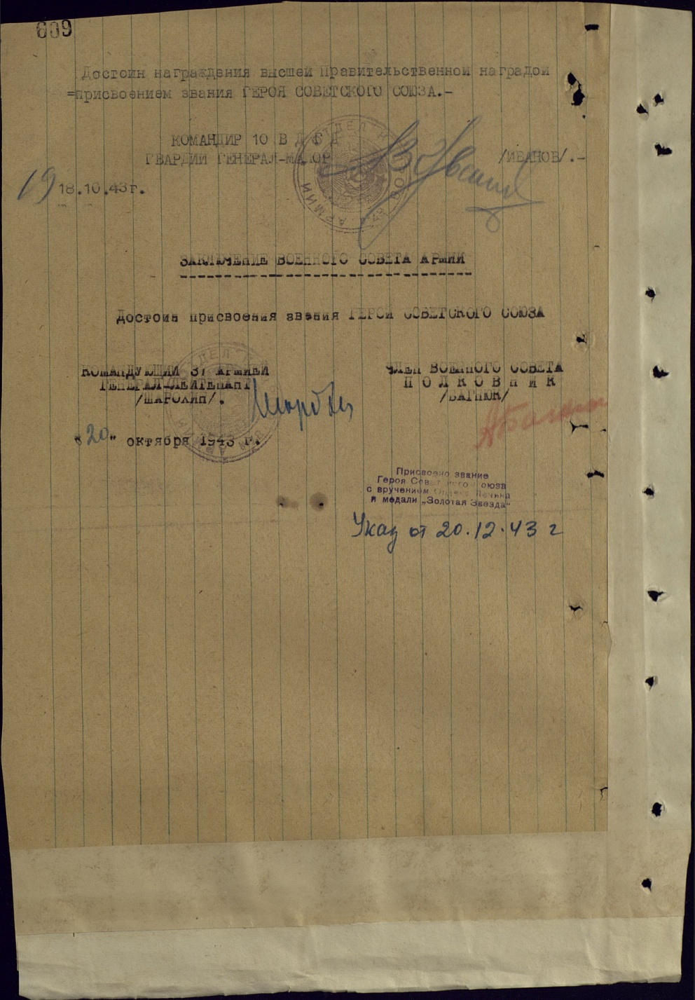 609
Достоин награждения высшей Правительственной наградой
=присвоением звания ГЕРОЯ СОВЕТСКОГО СОЮЗА.-
КОМАНДИР 10 В Д Б Д
ГВАРДИИ ГЕНЕРАЛ-МАЙОР /ИВАНОВ/.-
19 18.10.43 г.
ЗАКЛЮЧЕНИЕ ВОЕННОГО СОВЕТА АРМИИ
Достоин присвоения звания ГЕРОЙ СОВЕТСКОГО СОЮЗА
КОМАНДУЮЩИЙ 37 АРМИЕЙ
ГЕНЕРАЛ-ЛЕЙТЕНАНТ
/ШАРОХИН/.
ЧЛЕН ВОЕННОГО СОВЕТА
П О Л К О В Н И К
/БАГНЮК/
"20" октября 1943 г.
Присвоено звание
Героя Советского Союза
с вручением Ордена Ленина
и медали „Золотая Звезда"
Указ от 20.12.43 г